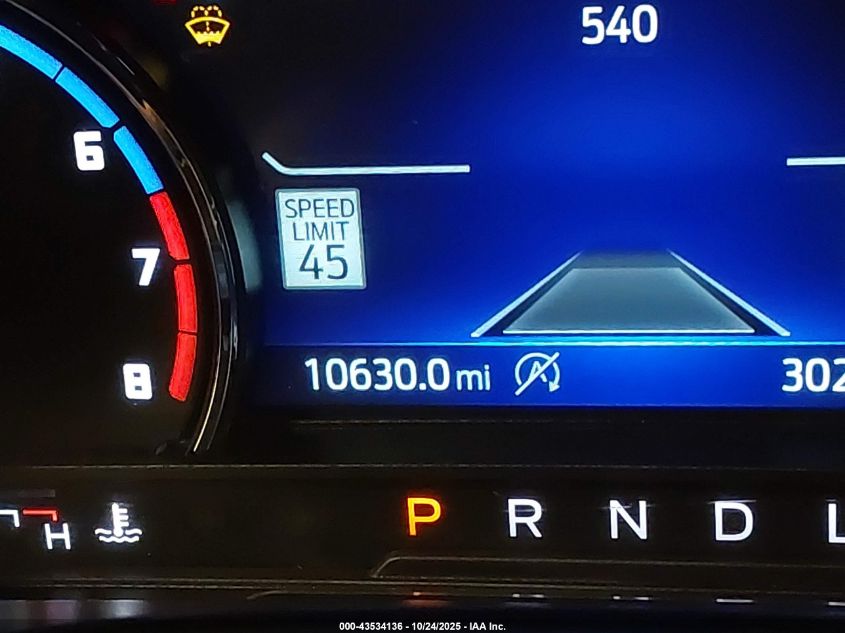 540
6
SPEED
LIMIT
45
7
8
10630.0 mi
302
H
P R N D L
000-43534136 - 10/24/2025 - IAA Inc.